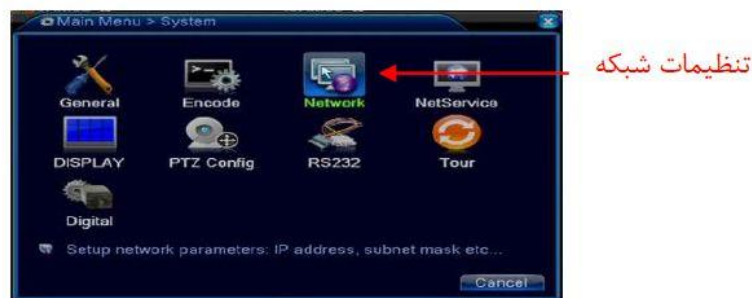 Main Menu > System
تنظیمات شبکه
General Encode Network NetService
DISPLAY PTZ Config RS232 Tour
Digital
Setup network parameters: IP address, subnet mask etc...
Cancel